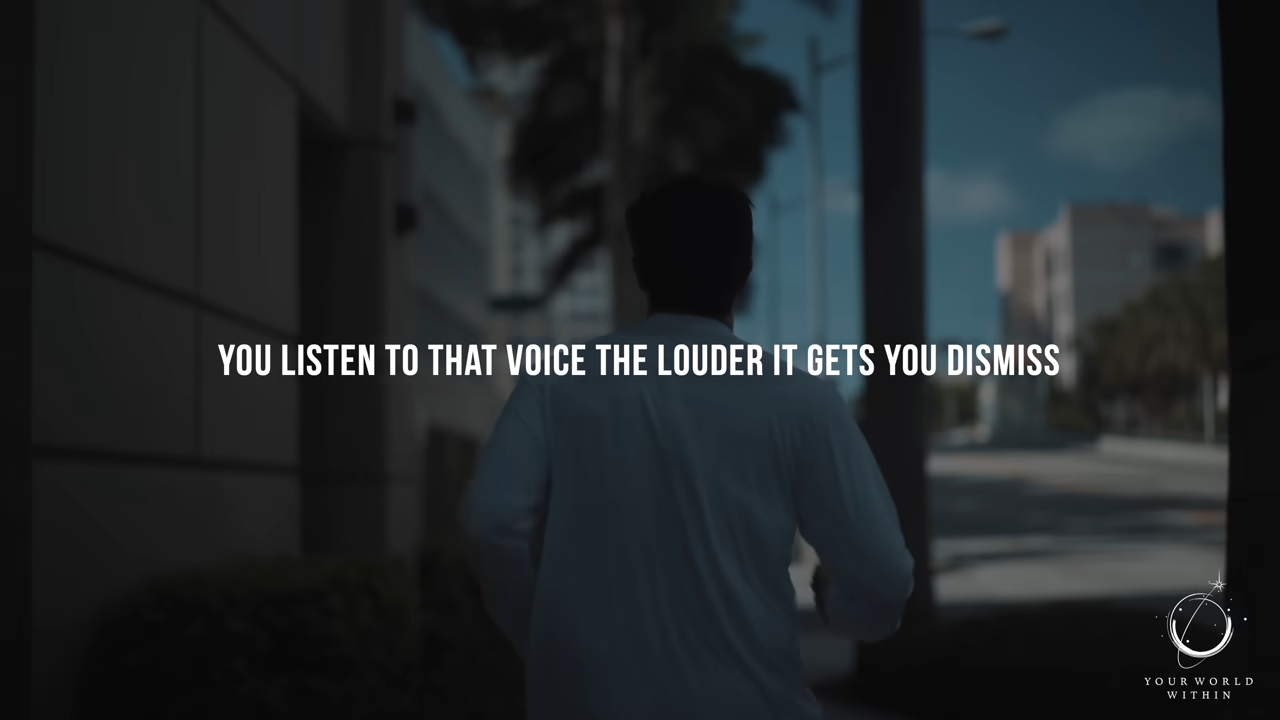 YOU LISTEN TO THAT VOICE THE LOUDER IT GETS YOU DISMISS
YOUR WORLD
WITHIN